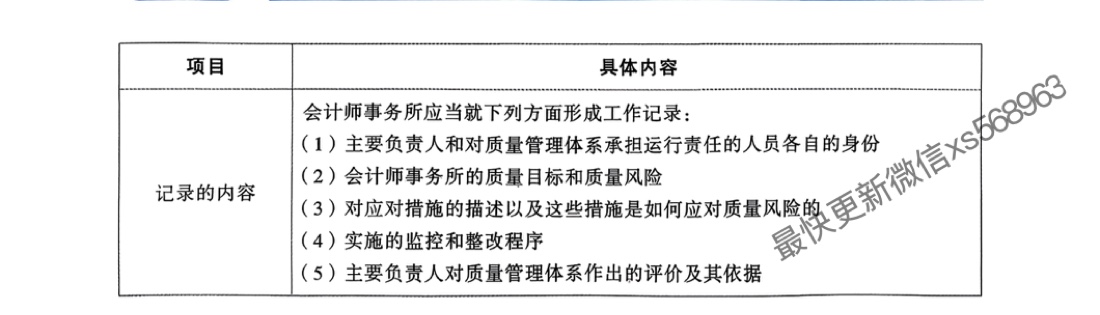 项目
具体内容
记录的内容
会计师事务所应当就下列方面形成工作记录：
（1）主要负责人和对质量管理体系承担运行责任的人员各自的身份
（2）会计师事务所的质量目标和质量风险
（3）对应对措施的描述以及这些措施是如何应对质量风险的
（4）实施的监控和整改程序
（5）主要负责人对质量管理体系作出的评价及其依据
最快更新微信xs568963